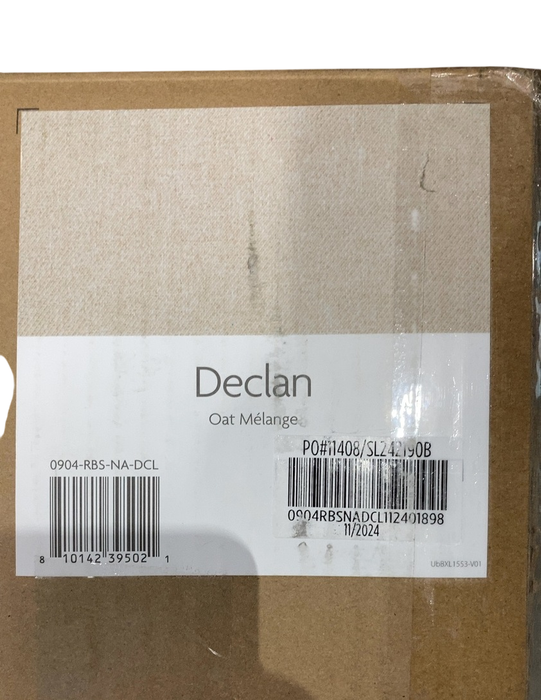 Declan
Oat Mélange
PO#11408/SL242190B
0904-RBS-NA-DCL
0904RBSNADCL112401898
11/2024
8 10142 39502 1
UbBXL1553-V01